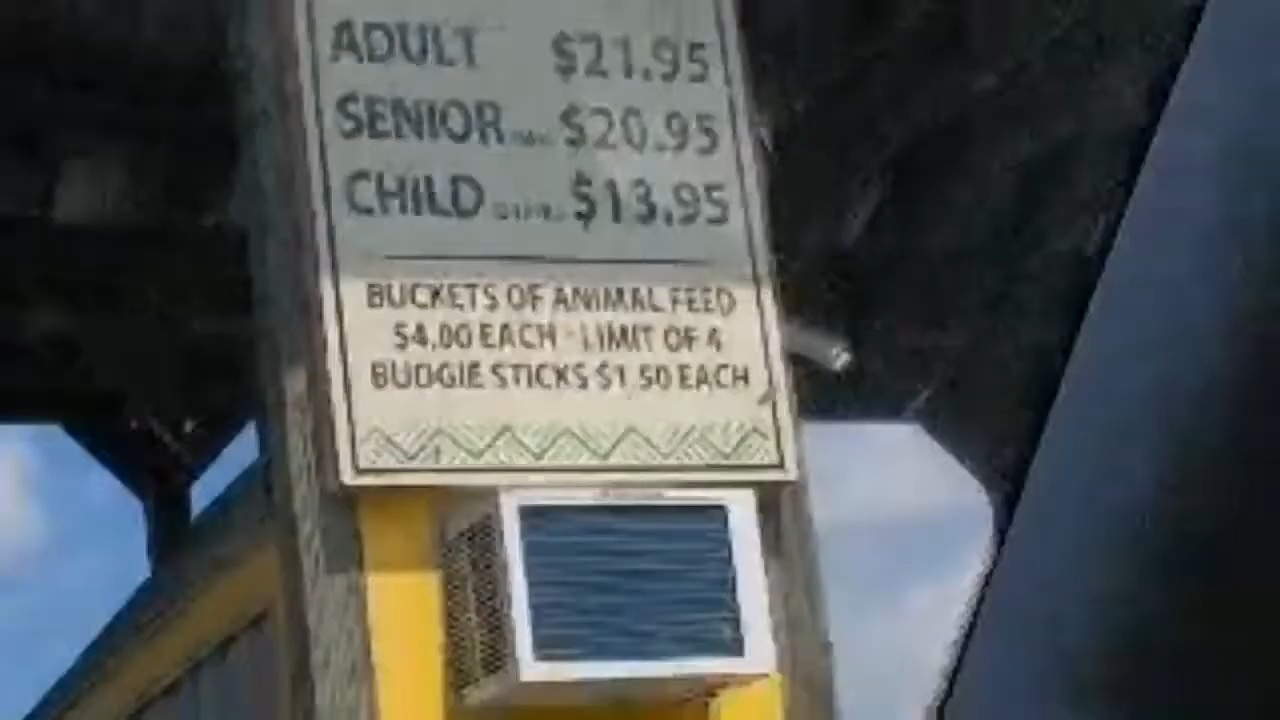 ADULT $21.95
SENIOR $20.95
CHILD $13.95
BUCKETS OF ANIMAL FEED
$4.00 EACH - LIMIT OF 4
BUDGIE STICKS $1.50 EACH